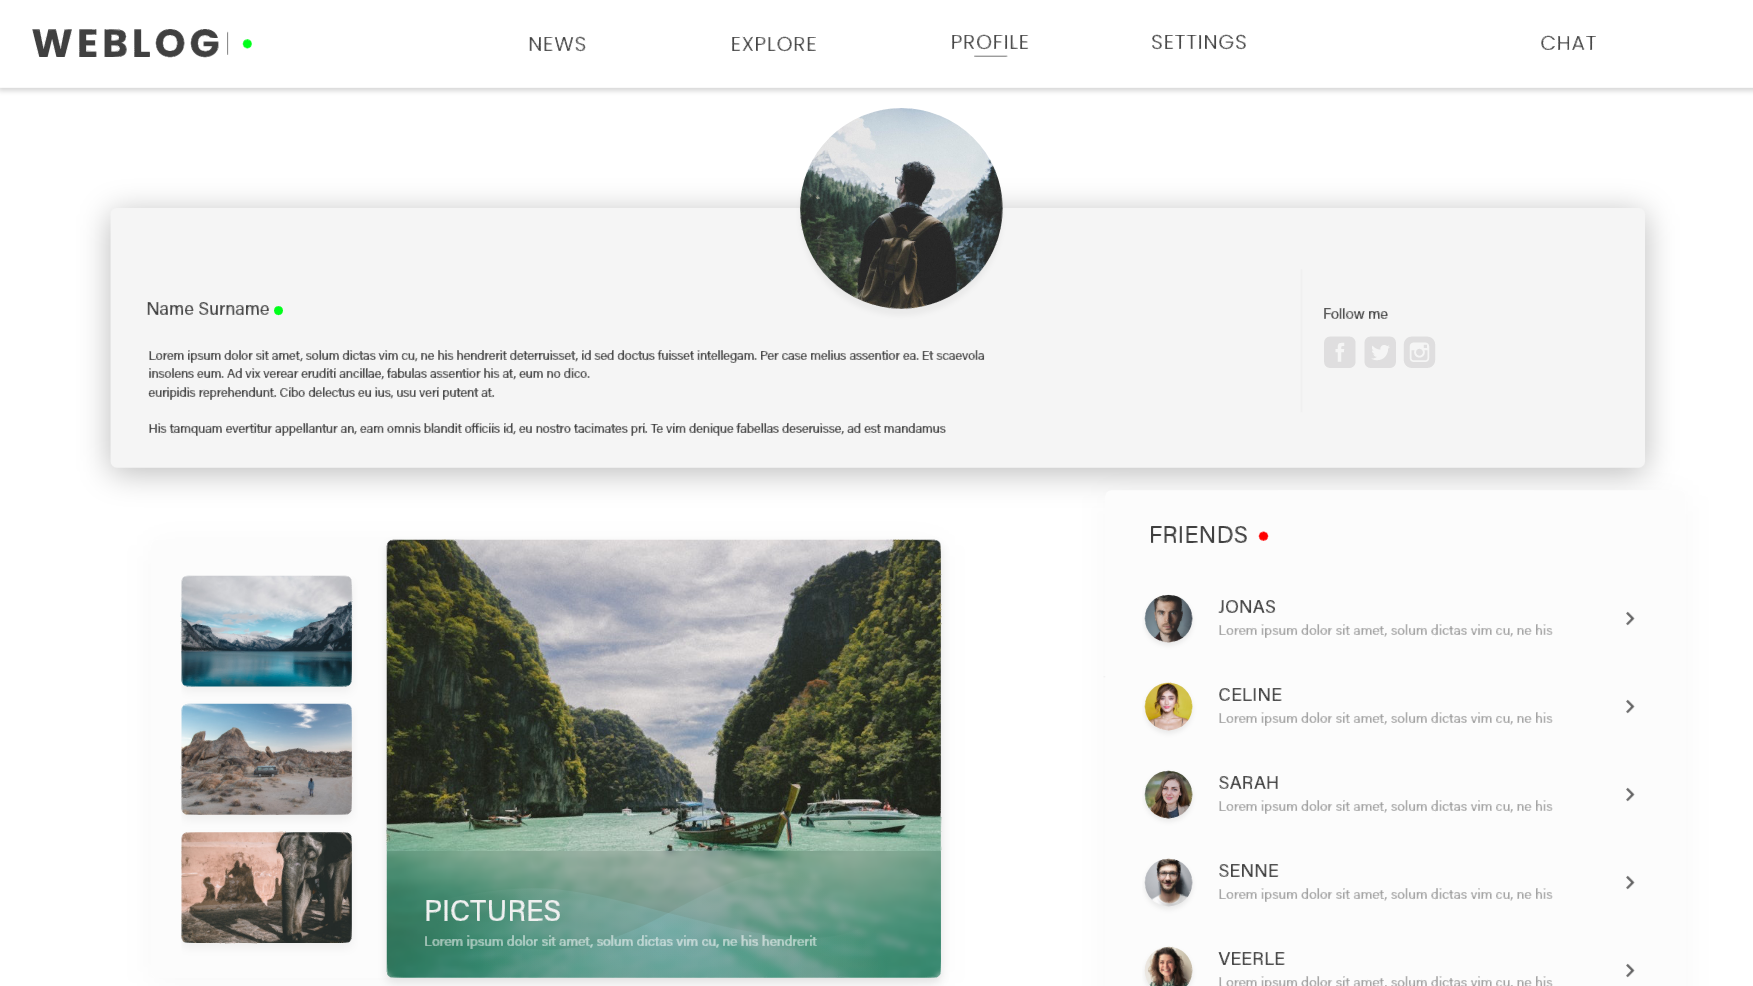 WEBLOG
NEWS
EXPLORE
PROFILE
SETTINGS
CHAT
Name Surname
Lorem ipsum dolor sit amet, solum dictas vim cu, ne his hendrerit deterruisset, id sed doctus fuisset intellegam. Per case melius assentior ea. Et scaevola
insolens eum. Ad vix verear eruditi ancillae, fabulas assentior his at, eum no dico.
euripidis reprehendunt. Cibo delectus eu ius, usu veri putent at.
His tamquam evertitur appellantur an, eam omnis blandit officiis id, eu nostro tacimates pri. Te vim denique fabellas deseruisse, ad est mandamus
Follow me
PICTURES
Lorem ipsum dolor sit amet, solum dictas vim cu, ne his hendrerit
FRIENDS
JONAS
Lorem ipsum dolor sit amet, solum dictas vim cu, ne his
CELINE
Lorem ipsum dolor sit amet, solum dictas vim cu, ne his
SARAH
Lorem ipsum dolor sit amet, solum dictas vim cu, ne his
SENNE
Lorem ipsum dolor sit amet, solum dictas vim cu, ne his
VEERLE
Lorem ipsum dolor sit amet, solum dictas vim cu, ne his